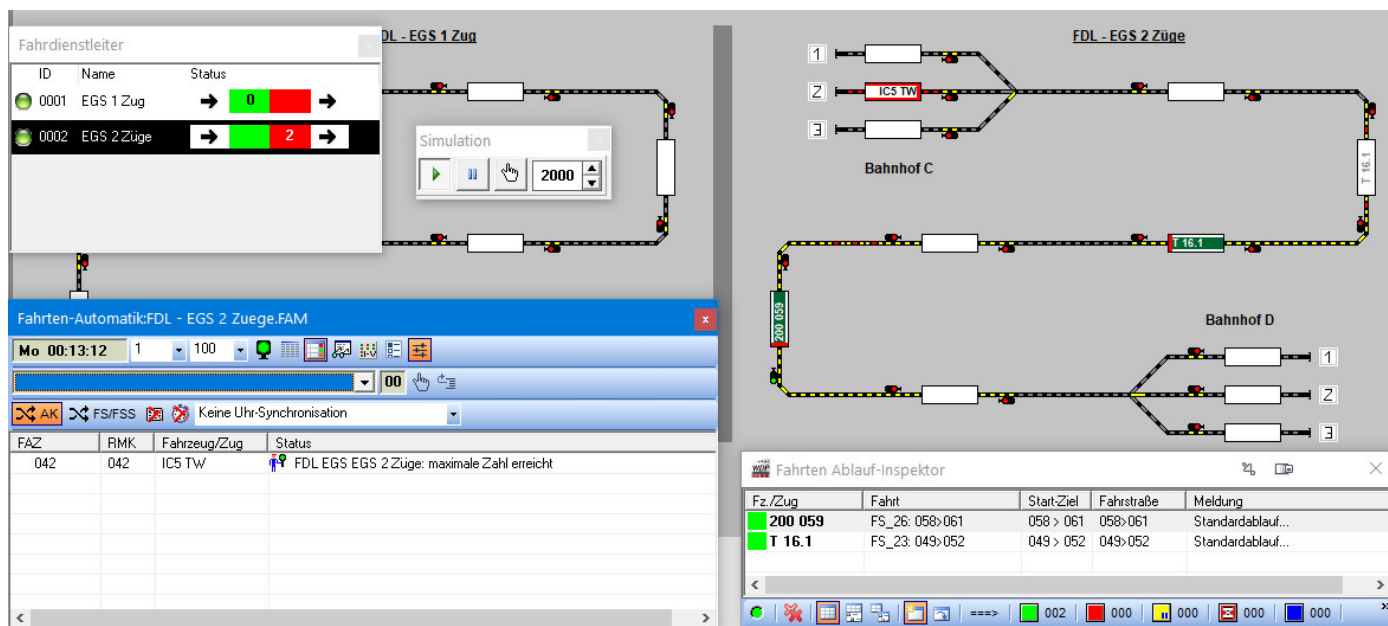 Fahrdienstleiter
ID Name Status
0001 EGS 1 Zug 0
0002 EGS 2 Züge 2
DL - EGS 1 Zug
Simulation
2000
FDL - EGS 2 Züge
1
2 IC5 TW
3
Bahnhof C
T 16.1
T 16.1
200 059
Bahnhof D
1
2
3
Fahrten-Automatik:FDL - EGS 2 Zuege.FAM
Mo 00:13:12 1 100
00
AK FS/FSS Keine Uhr-Synchronisation
FAZ RMK Fahrzeug/Zug Status
042 042 IC5 TW FDL EGS EGS 2 Züge: maximale Zahl erreicht
Fahrten Ablauf-Inspektor
Fz./Zug Fahrt Start-Ziel Fahrstraße Meldung
200 059 FS_26: 058>061 058 > 061 058>061 Standardablauf...
T 16.1 FS_23: 049>052 049 > 052 049>052 Standardablauf...
===> 002 000 000 000 000 »